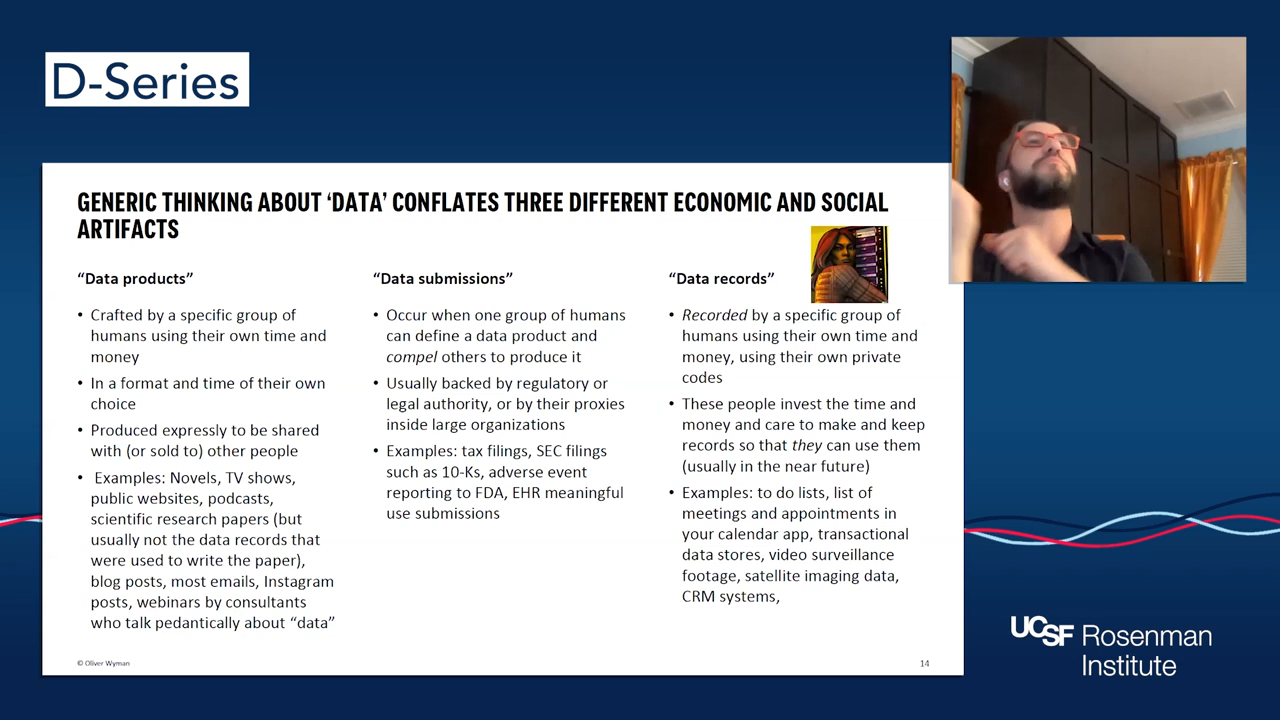 D-Series
GENERIC THINKING ABOUT ‘DATA’ CONFLATES THREE DIFFERENT ECONOMIC AND SOCIAL
ARTIFACTS
“Data products”
• Crafted by a specific group of
humans using their own time and
money
• In a format and time of their own
choice
• Produced expressly to be shared
with (or sold to) other people
• Examples: Novels, TV shows,
public websites, podcasts,
scientific research papers (but
usually not the data records that
were used to write the paper),
blog posts, most emails, Instagram
posts, webinars by consultants
who talk pedantically about “data”
“Data submissions”
• Occur when one group of humans
can define a data product and
compel others to produce it
• Usually backed by regulatory or
legal authority, or by their proxies
inside large organizations
• Examples: tax filings, SEC filings
such as 10-Ks, adverse event
reporting to FDA, EHR meaningful
use submissions
“Data records”
• Recorded by a specific group of
humans using their own time and
money, using their own private
codes
• These people invest the time and
money and care to make and keep
records so that they can use them
(usually in the near future)
• Examples: to do lists, list of
meetings and appointments in
your calendar app, transactional
data stores, video surveillance
footage, satellite imaging data,
CRM systems,
© Oliver Wyman
14
UCSF Rosenman
Institute